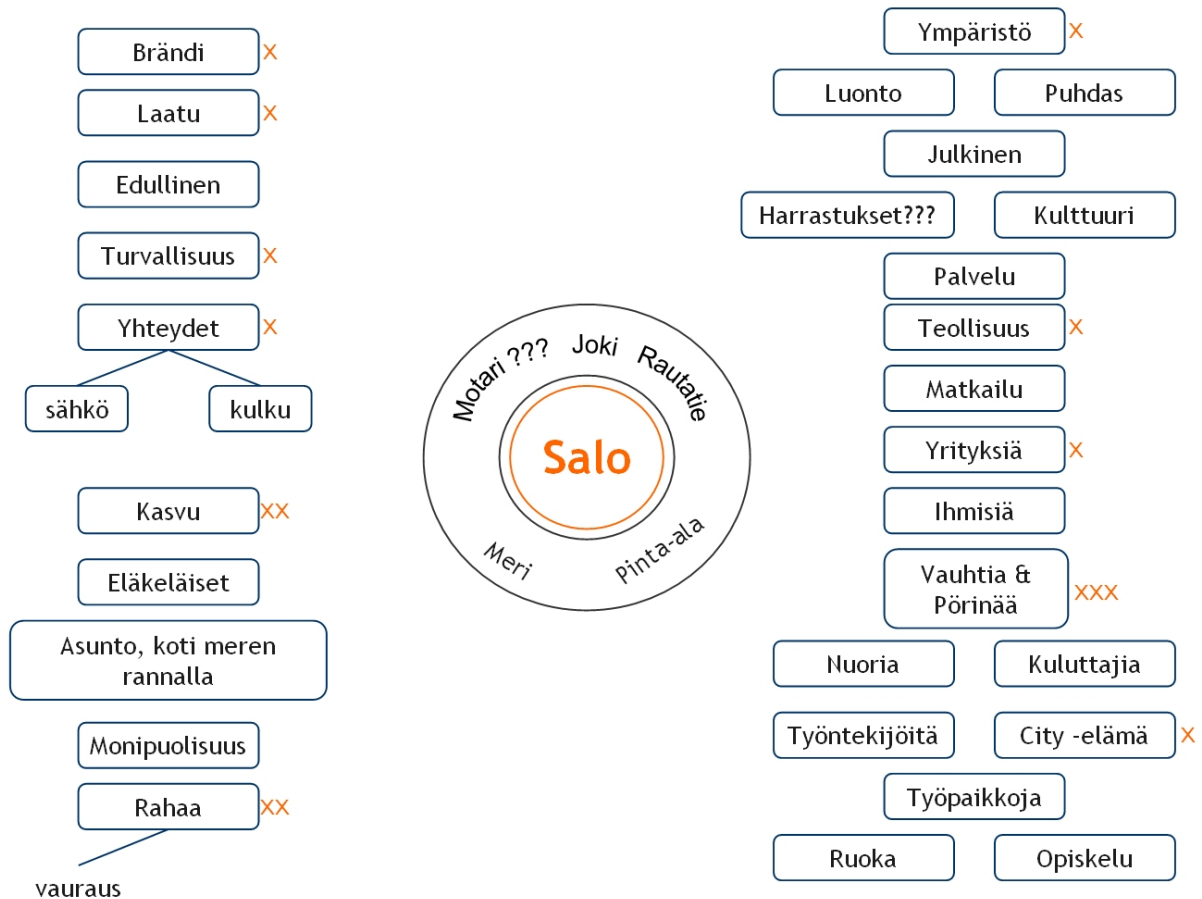 Brändi X
Laatu X
Edullinen
Turvallisuus X
Yhteydet X
sähkö kulku
Kasvu XX
Eläkeläiset
Asunto, koti meren
rannalla
Monipuolisuus
Rahaa XX
vauraus
Motari ??? Joki Rautatie
Salo
Meri Pinta-ala
Ympäristö X
Luonto Puhdas
Julkinen
Harrastukset??? Kulttuuri
Palvelu
Teollisuus X
Matkailu
Yrityksiä X
Ihmisiä
Vauhtia &
Pörinää XXX
Nuoria Kuluttajia
Työntekijöitä City -elämä X
Työpaikkoja
Ruoka Opiskelu